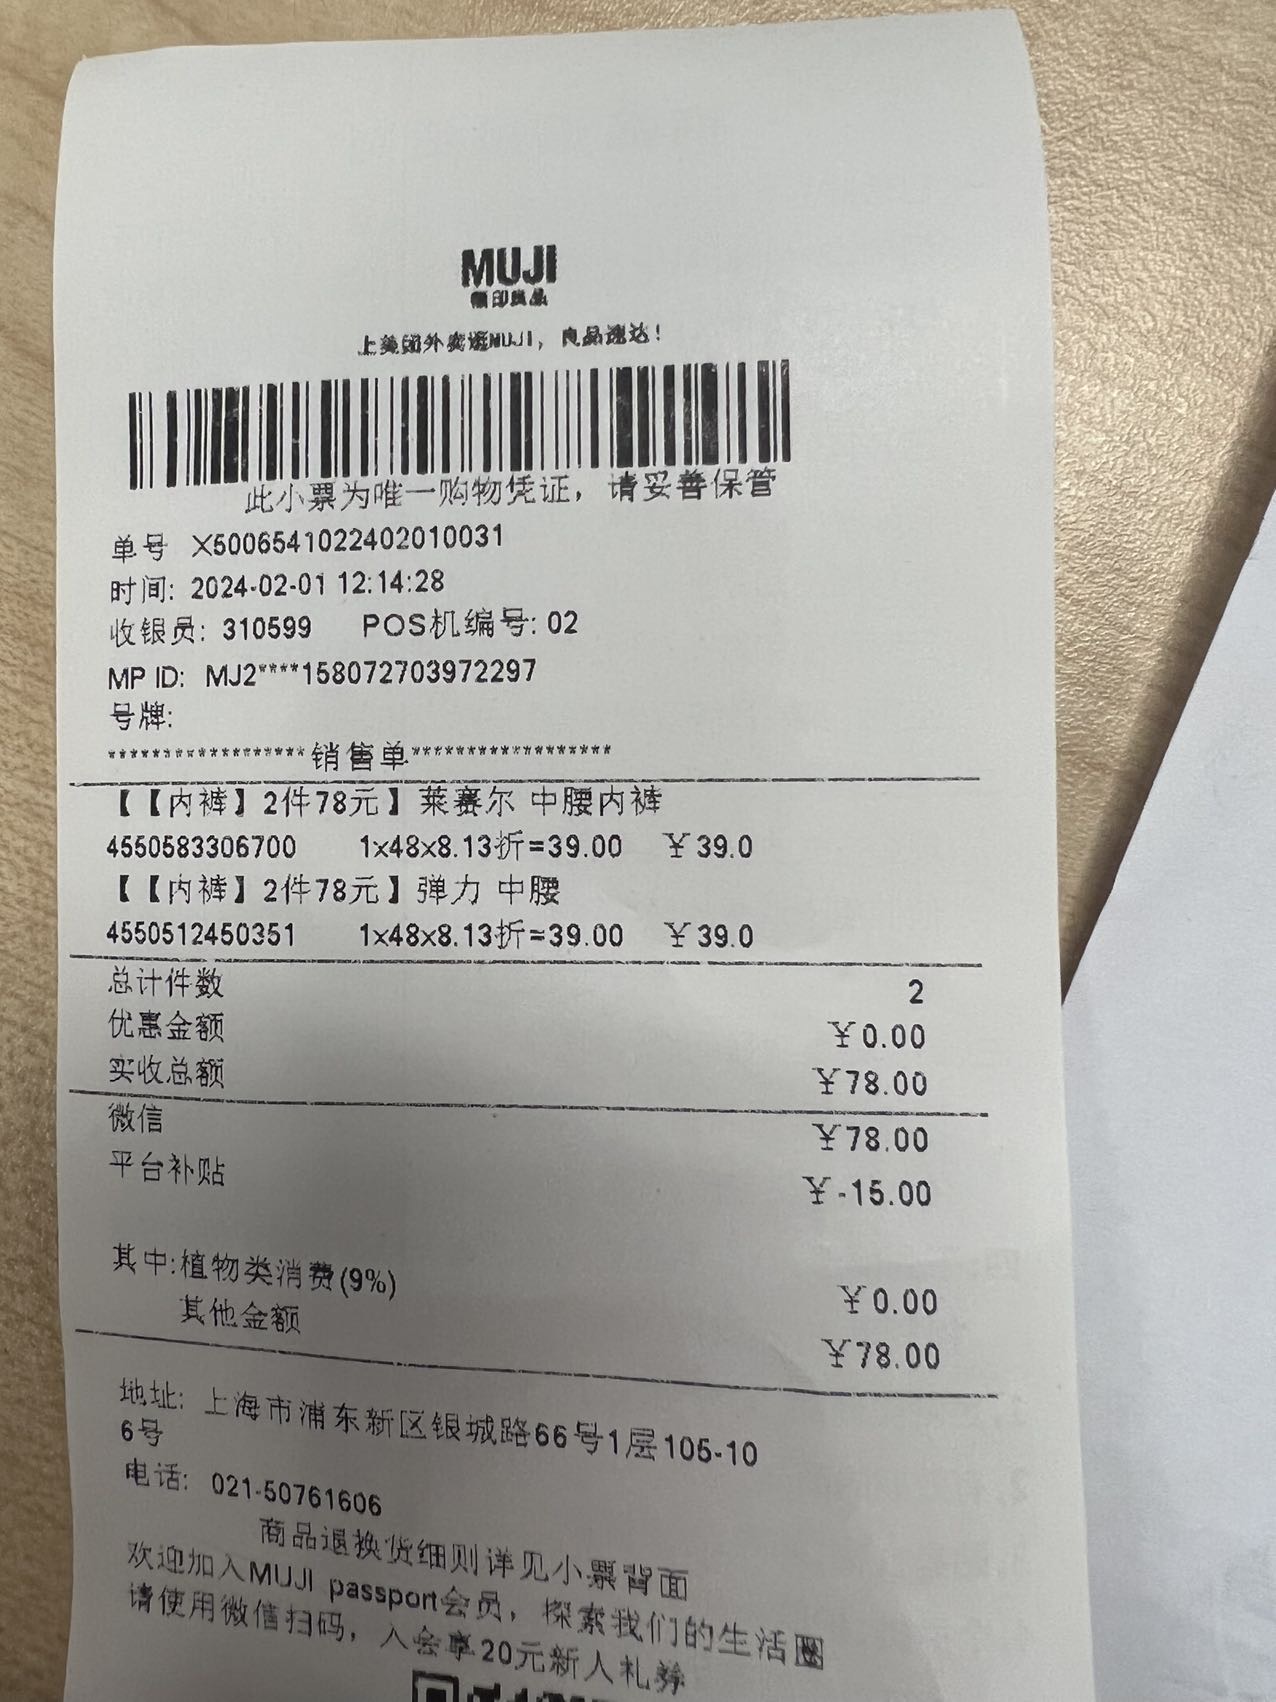 MUJI
無印良品
上美团外卖逛MUJI，良品速达！
此小票为唯一购物凭证，请妥善保管
单号 X5006541022402010031
时间: 2024-02-01 12:14:28
收银员: 310599 POS机编号: 02
MP ID: MJ2****158072703972297
号牌:
******************销售单******************
【【内裤】2件78元】莱赛尔 中腰内裤
4550583306700 1x48x8.13折=39.00 ¥39.0
【【内裤】2件78元】弹力 中腰
4550512450351 1x48x8.13折=39.00 ¥39.0
总计件数 2
优惠金额 ¥0.00
实收总额 ¥78.00
微信 ¥78.00
平台补贴 ¥-15.00
其中:植物类消费(9%) ¥0.00
其他金额 ¥78.00
地址: 上海市浦东新区银城路66号1层105-10
6号
电话: 021-50761606
商品退换货细则详见小票背面
欢迎加入MUJI passport会员，探索我们的生活圈
请使用微信扫码，入会享20元新人礼券